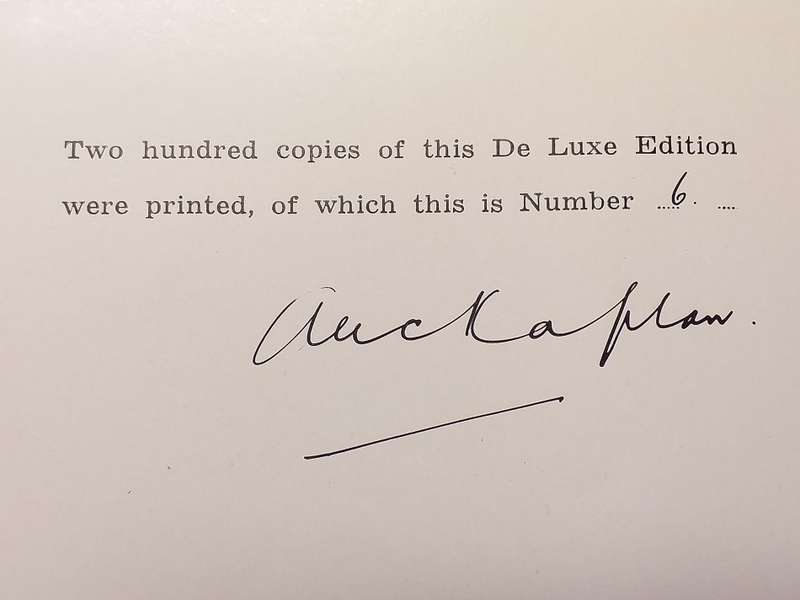 Two hundred copies of this De Luxe Edition
were printed, of which this is Number ..6. ....
Alec Kaplan.